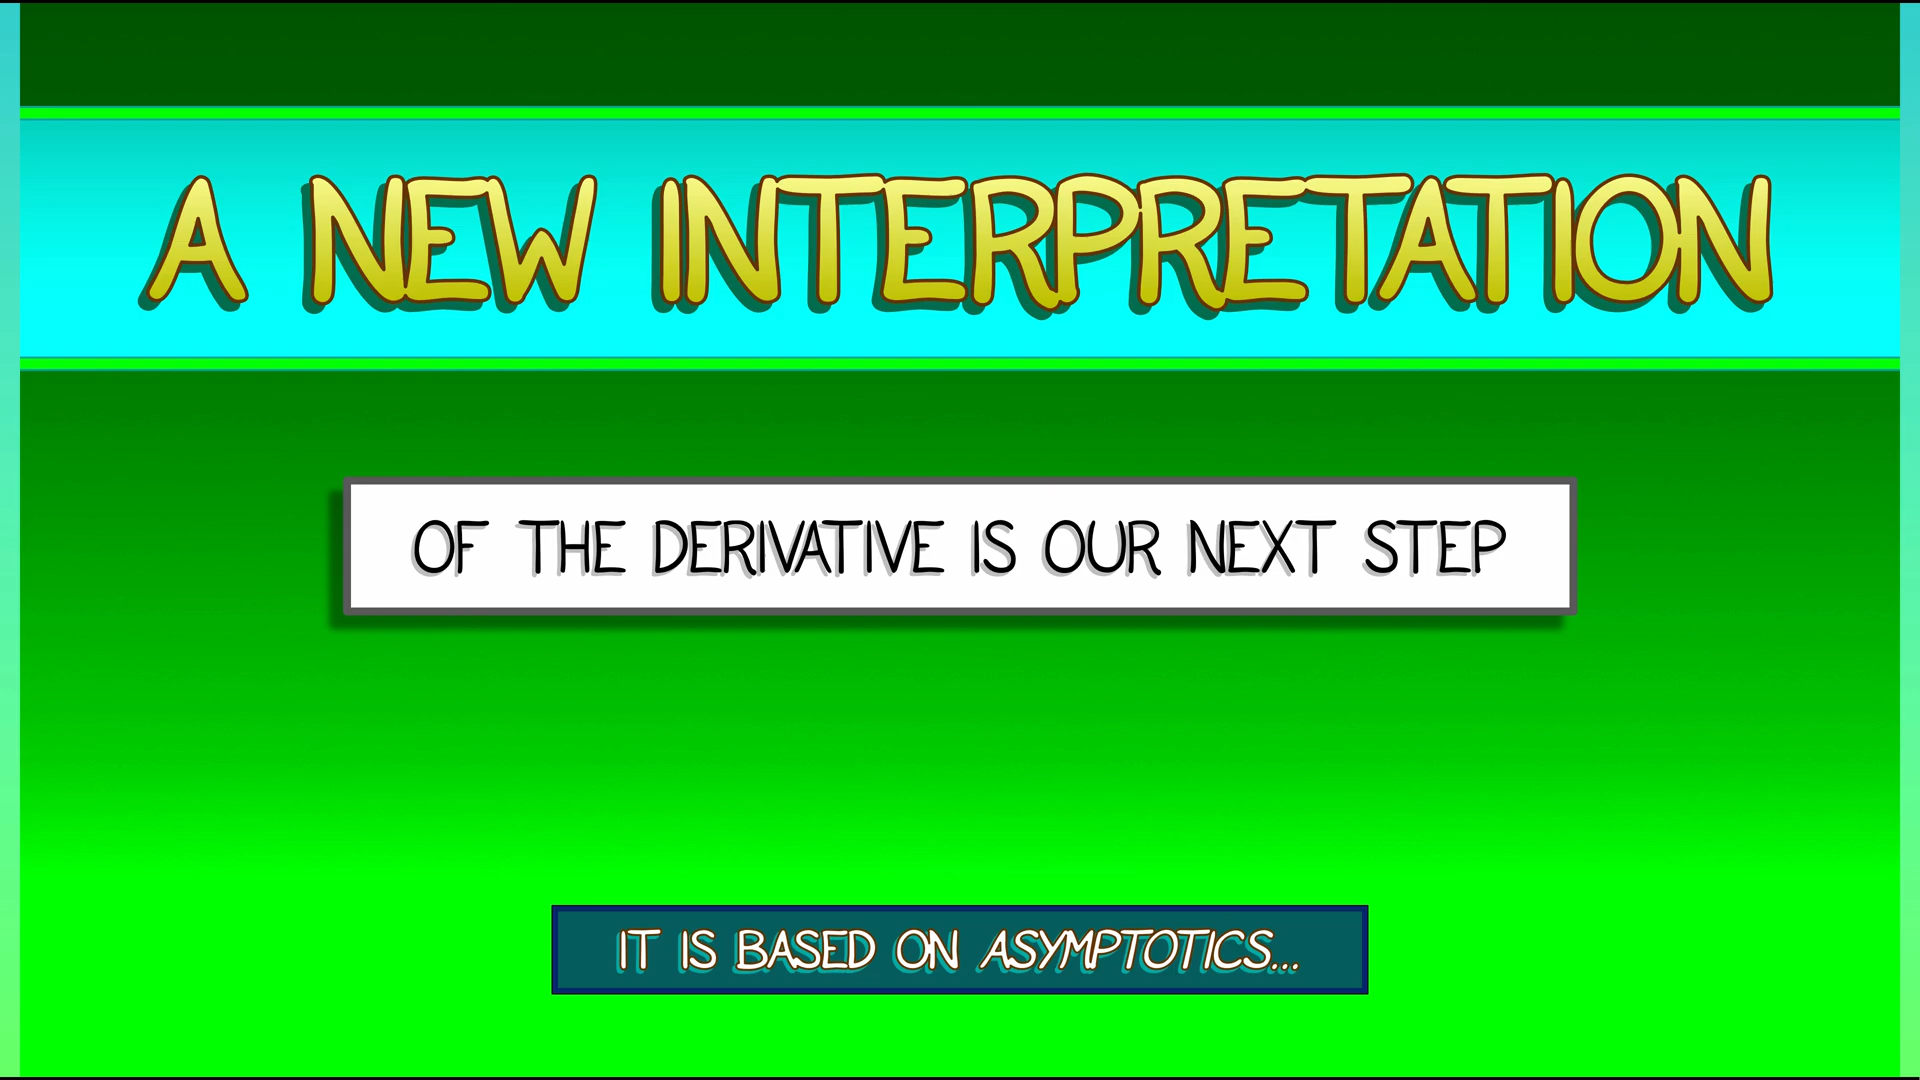 A NEW INTERPRETATION
OF THE DERIVATIVE IS OUR NEXT STEP
IT IS BASED ON ASYMPTOTICS...